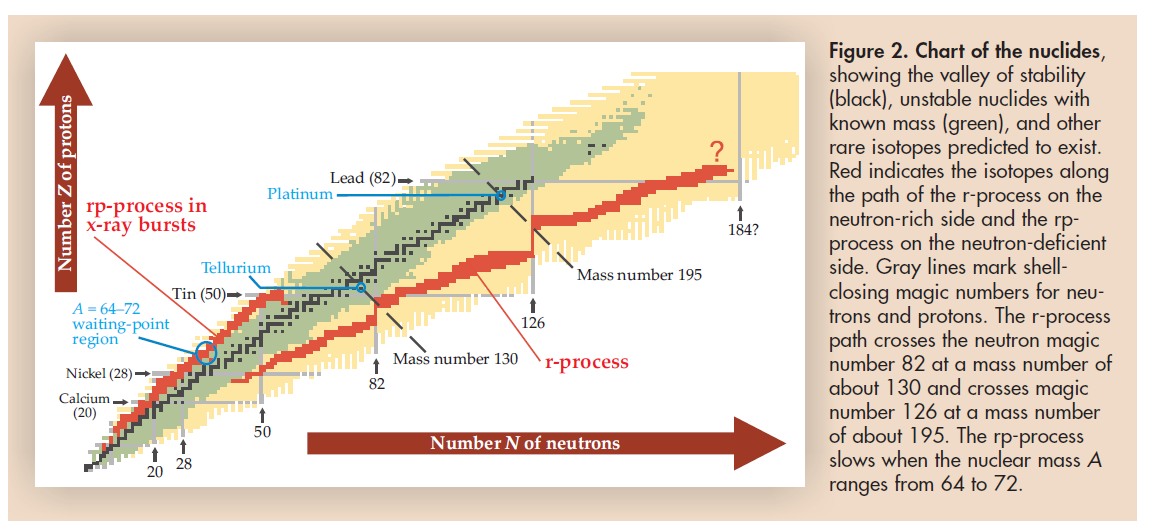 Number Z of protons
rp-process in
x-ray bursts
A = 64–72
waiting-point
region
Nickel (28)
Calcium
(20)
Tellurium
Tin (50)
Platinum
Lead (82)
20
28
50
82
126
184?
?
Mass number 195
Mass number 130
r-process
Number N of neutrons
Figure 2. Chart of the nuclides,
showing the valley of stability
(black), unstable nuclides with
known mass (green), and other
rare isotopes predicted to exist.
Red indicates the isotopes along
the path of the r-process on the
neutron-rich side and the rp-
process on the neutron-deficient
side. Gray lines mark shell-
closing magic numbers for neu-
trons and protons. The r-process
path crosses the neutron magic
number 82 at a mass number of
about 130 and crosses magic
number 126 at a mass number
of about 195. The rp-process
slows when the nuclear mass A
ranges from 64 to 72.